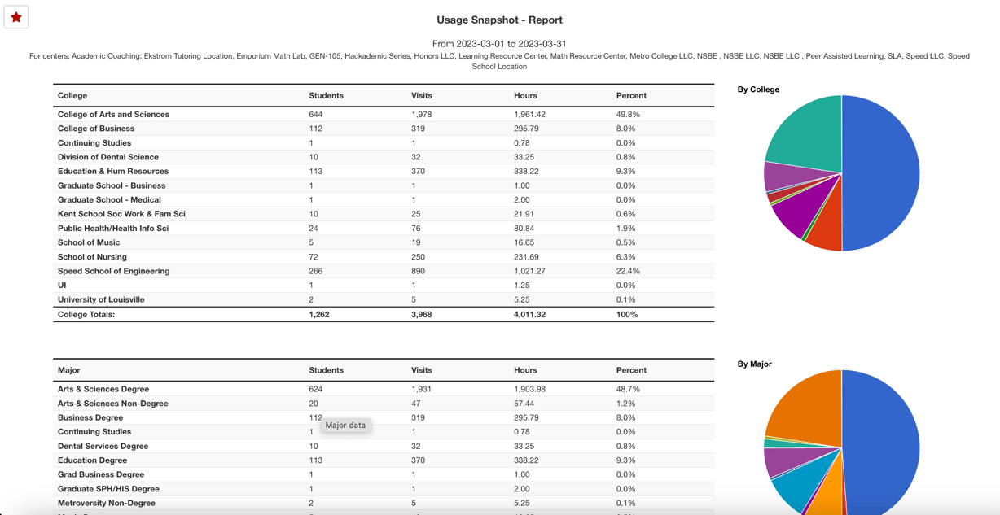 Usage Snapshot - Report
From 2023-03-01 to 2023-03-31
For centers: Academic Coaching, Ekstrom Tutoring Location, Emporium Math Lab, GEN-105, Hackademic Series, Honors LLC, Learning Resource Center, Math Resource Center, Metro College LLC, NSBE , NSBE LLC, NSBE LLC , Peer Assisted Learning, SLA, Speed LLC, Speed
School Location
College Students Visits Hours Percent
College of Arts and Sciences 644 1,978 1,961.42 49.8%
College of Business 112 319 295.79 8.0%
Continuing Studies 1 1 0.78 0.0%
Division of Dental Science 10 32 33.25 0.8%
Education & Hum Resources 113 370 338.22 9.3%
Graduate School - Business 1 1 1.00 0.0%
Graduate School - Medical 1 1 2.00 0.0%
Kent School Soc Work & Fam Sci 10 25 21.91 0.6%
Public Health/Health Info Sci 24 76 80.84 1.9%
School of Music 5 19 16.65 0.5%
School of Nursing 72 250 231.69 6.3%
Speed School of Engineering 266 890 1,021.27 22.4%
UI 1 1 1.25 0.0%
University of Louisville 2 5 5.25 0.1%
College Totals: 1,262 3,968 4,011.32 100%
By College
Major Students Visits Hours Percent
Arts & Sciences Degree 624 1,931 1,903.98 48.7%
Arts & Sciences Non-Degree 20 47 57.44 1.2%
Business Degree 112 319 295.79 8.0%
Major data
Continuing Studies 1 1 0.78 0.0%
Dental Services Degree 10 32 33.25 0.8%
Education Degree 113 370 338.22 9.3%
Grad Business Degree 1 1 1.00 0.0%
Graduate SPH/HIS Degree 1 1 2.00 0.0%
Metroversity Non-Degree 2 5 5.25 0.1%
By Major